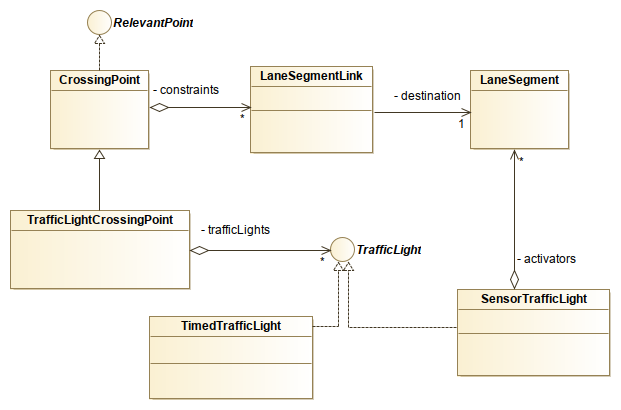 RelevantPoint
CrossingPoint
- constraints
*
LaneSegmentLink
- destination
1
LaneSegment
*
TrafficLightCrossingPoint
- trafficLights
*
TrafficLight
- activators
SensorTrafficLight
TimedTrafficLight